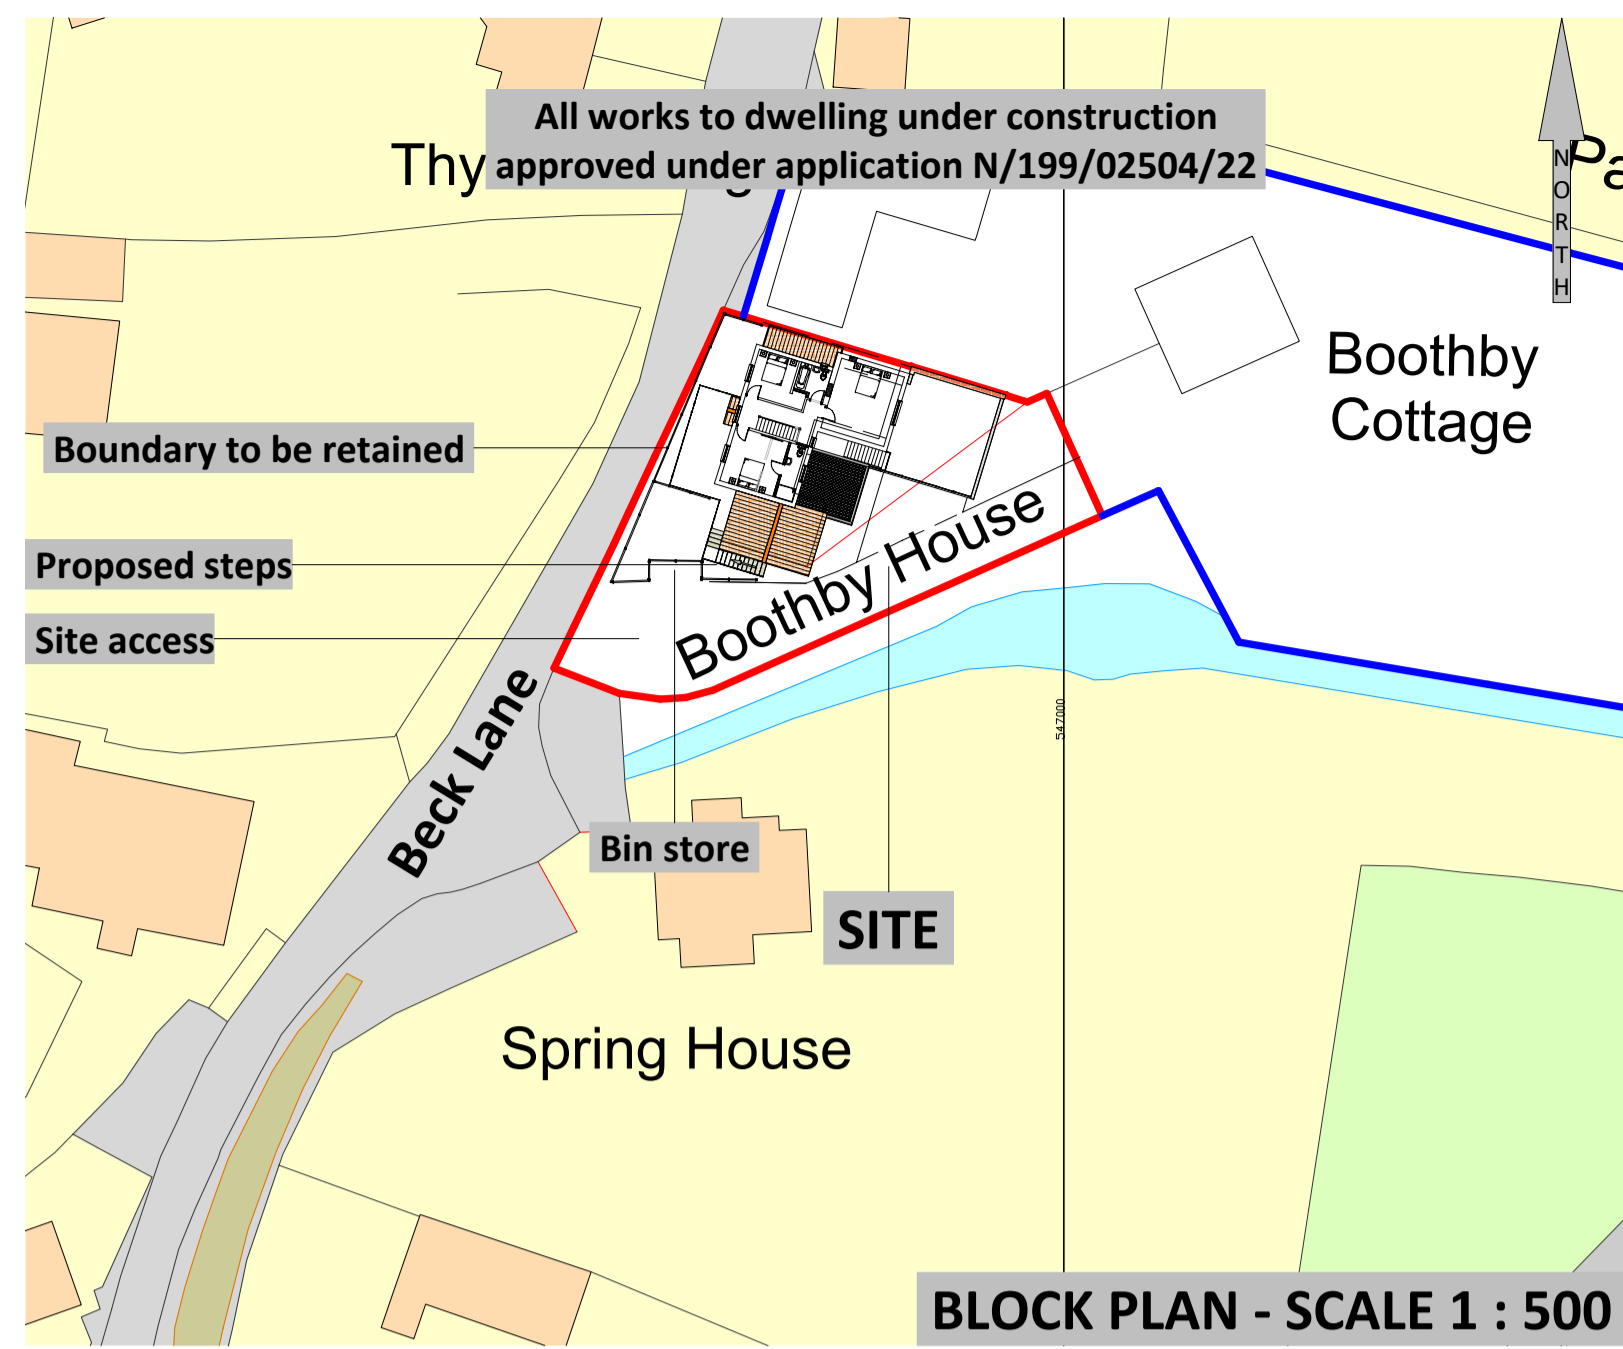 All works to dwelling under construction
approved under application N/199/02504/22
NORTH
Boothby
Cottage
Boundary to be retained
Proposed steps
Site access
Boothby House
Beck Lane
547000
Bin store
SITE
Spring House
BLOCK PLAN - SCALE 1 : 500